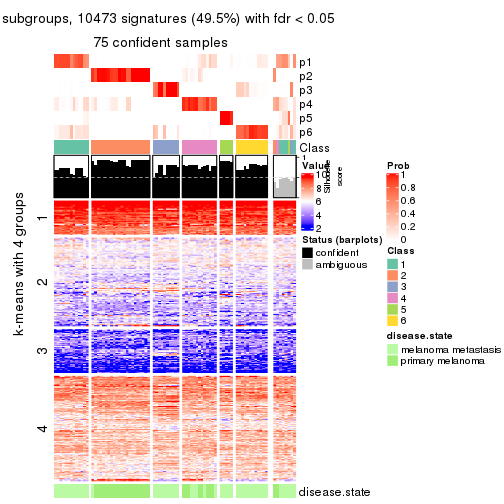 subgroups, 10473 signatures (49.5%) with fdr < 0.05
75 confident samples
p1
p2
p3
p4
p5
p6
Class
1
Silhouette
score
k-means with 4 groups
1
2
3
4
Value
10
8
6
4
2
Status (barplots)
confident
ambiguous
Prob
1
0.8
0.6
0.4
0.2
0
Class
1
2
3
4
5
6
disease.state
melanoma metastasis
primary melanoma
disease.state